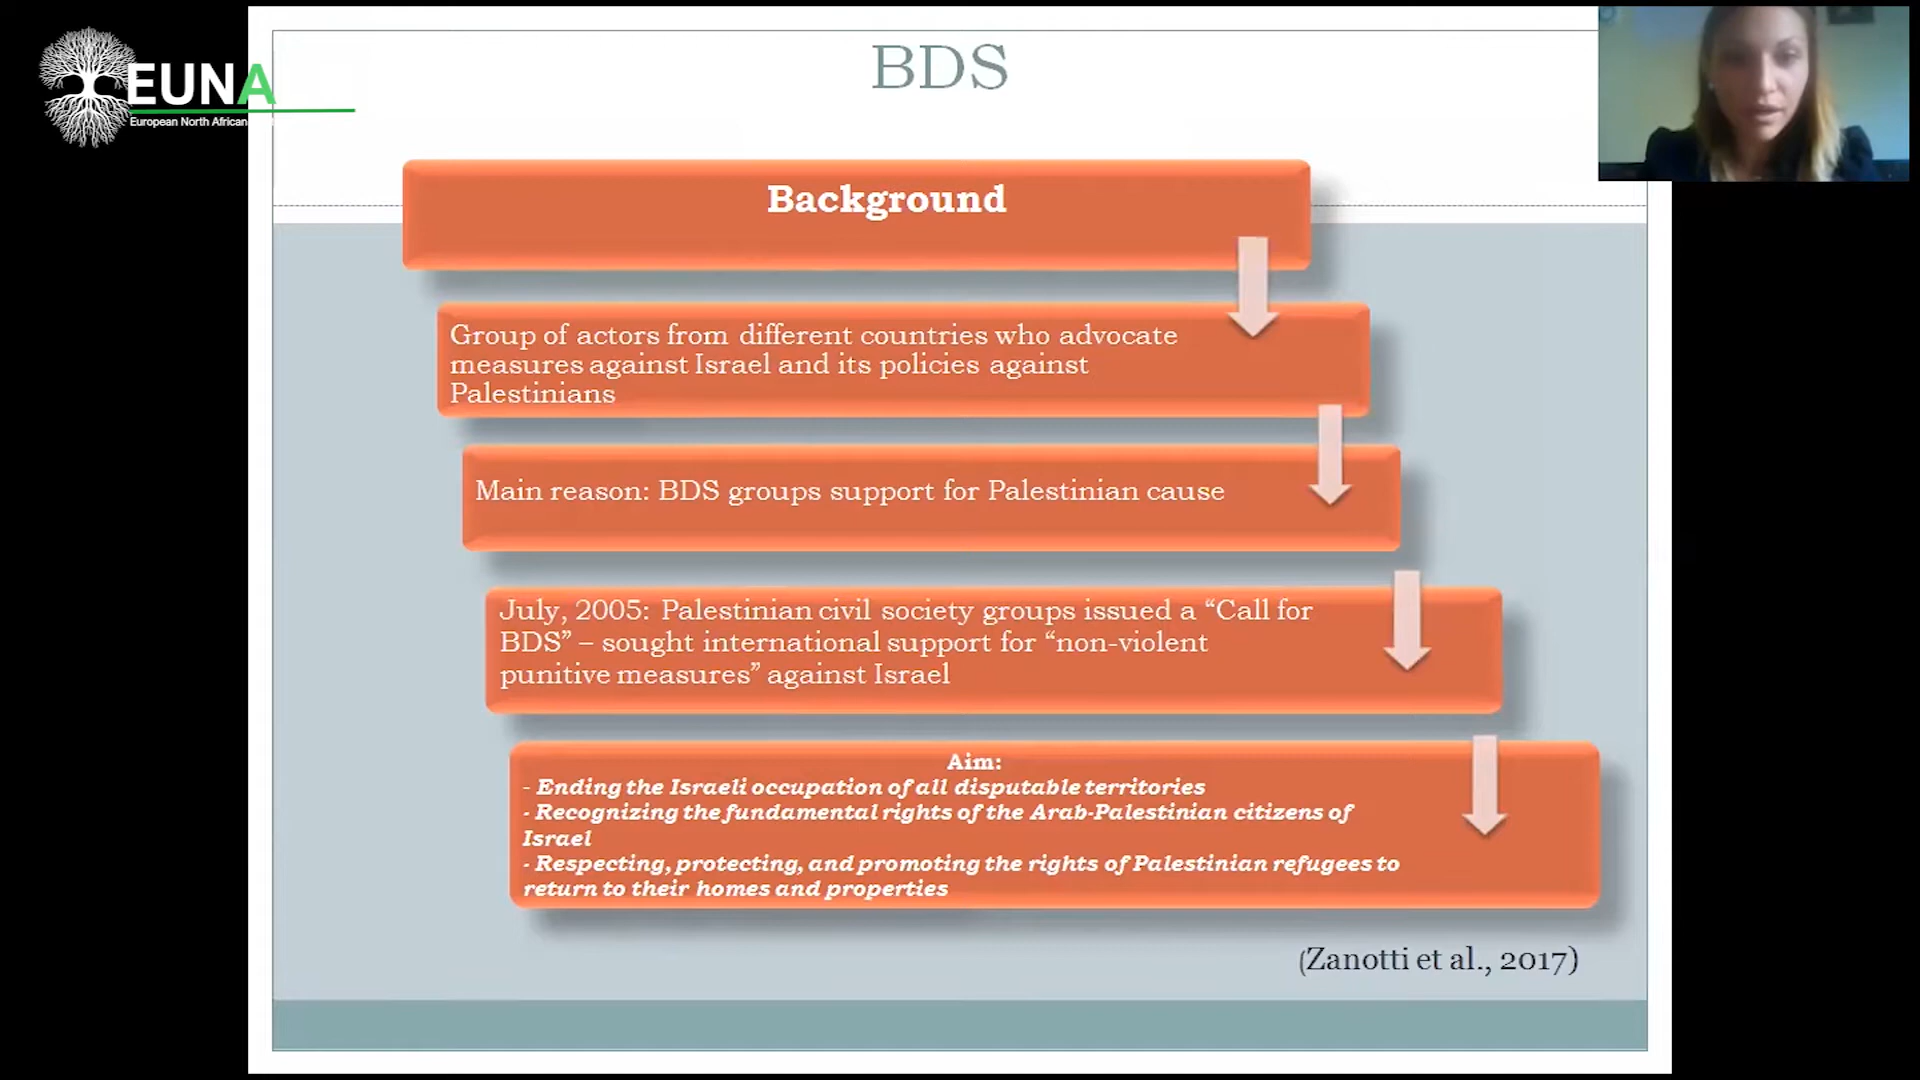 EUNA
European North African
BDS
Background
Group of actors from different countries who advocate
measures against Israel and its policies against
Palestinians
Main reason: BDS groups support for Palestinian cause
July, 2005: Palestinian civil society groups issued a “Call for
BDS” – sought international support for “non-violent
punitive measures” against Israel
Aim:
- Ending the Israeli occupation of all disputable territories
- Recognizing the fundamental rights of the Arab-Palestinian citizens of
Israel
- Respecting, protecting, and promoting the rights of Palestinian refugees to
return to their homes and properties
(Zanotti et al., 2017)